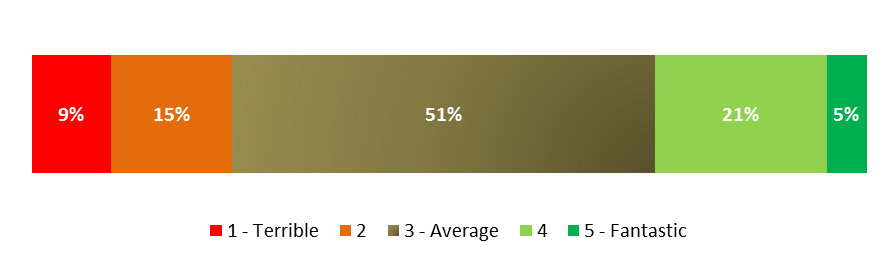 9% 15% 51% 21% 5%
1 - Terrible 2 3 - Average 4 5 - Fantastic